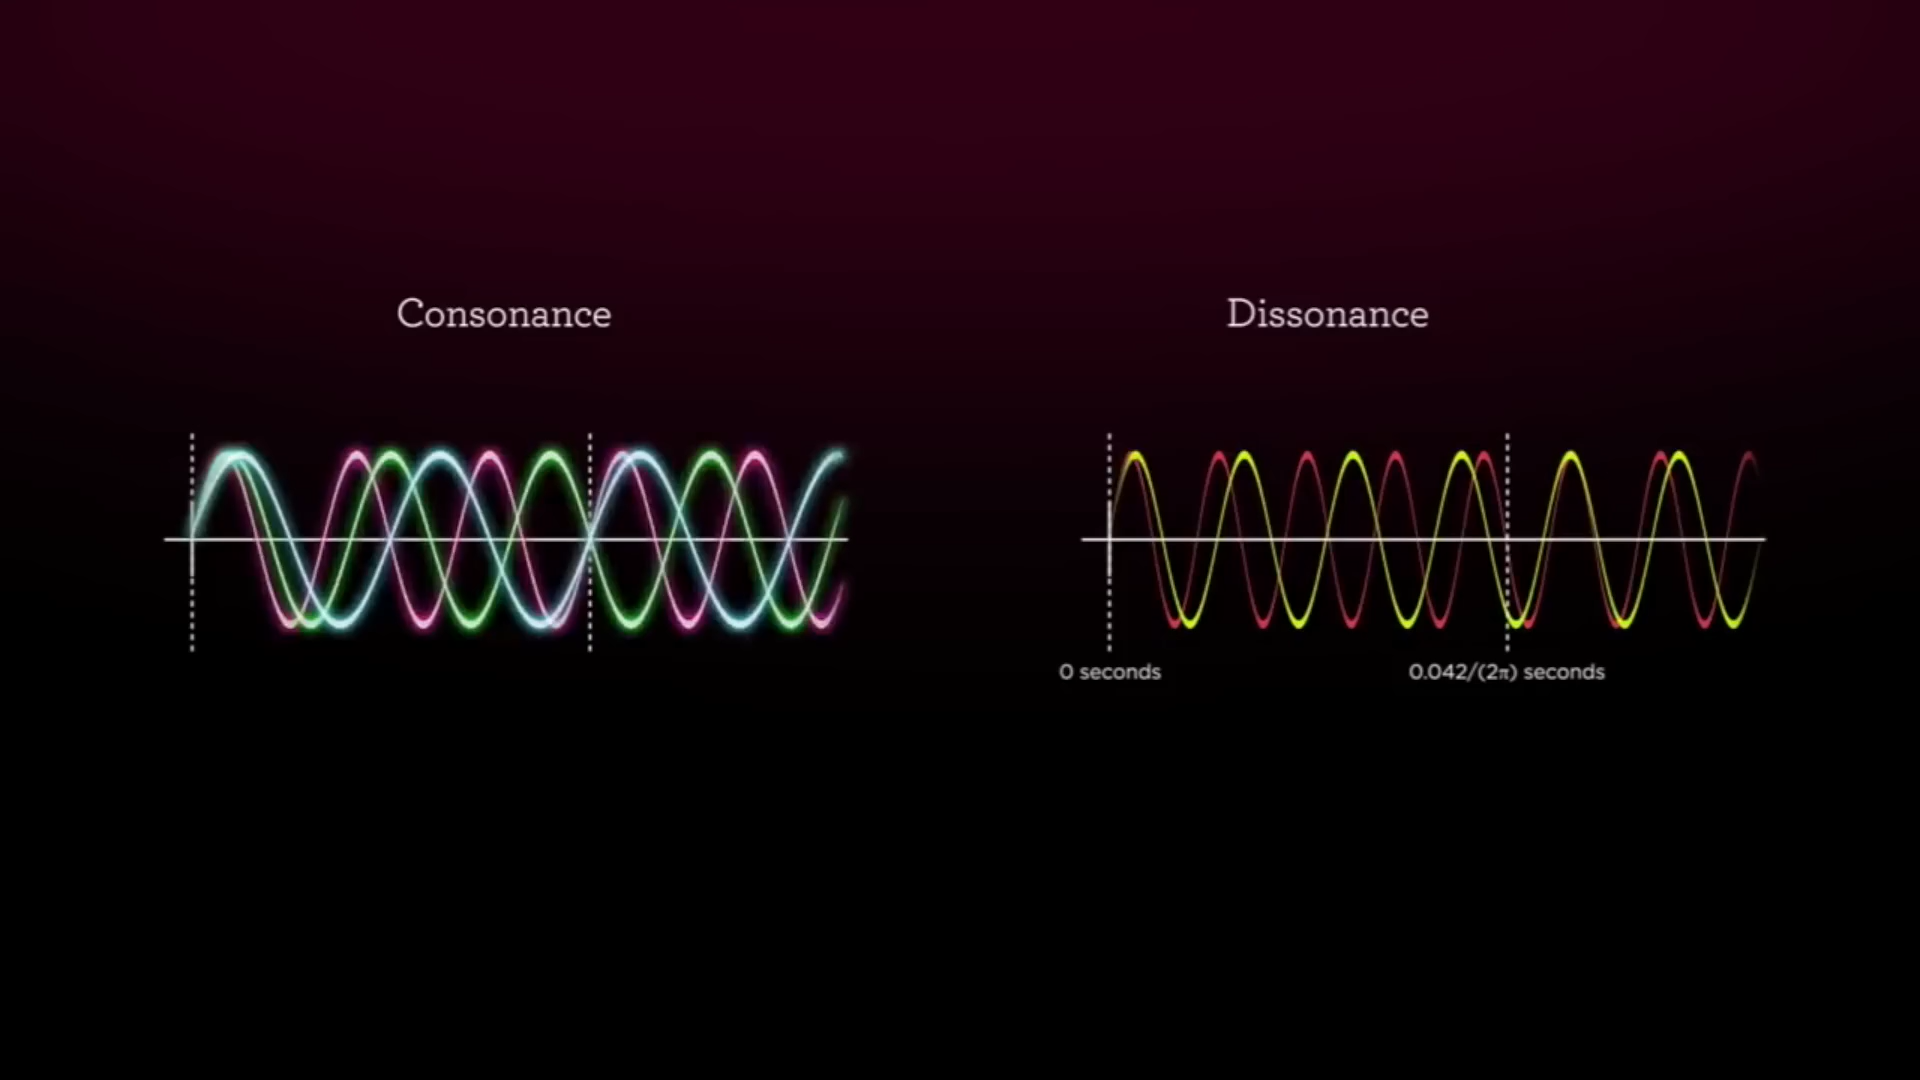 Consonance
Dissonance
0 seconds
0.042/(2π) seconds